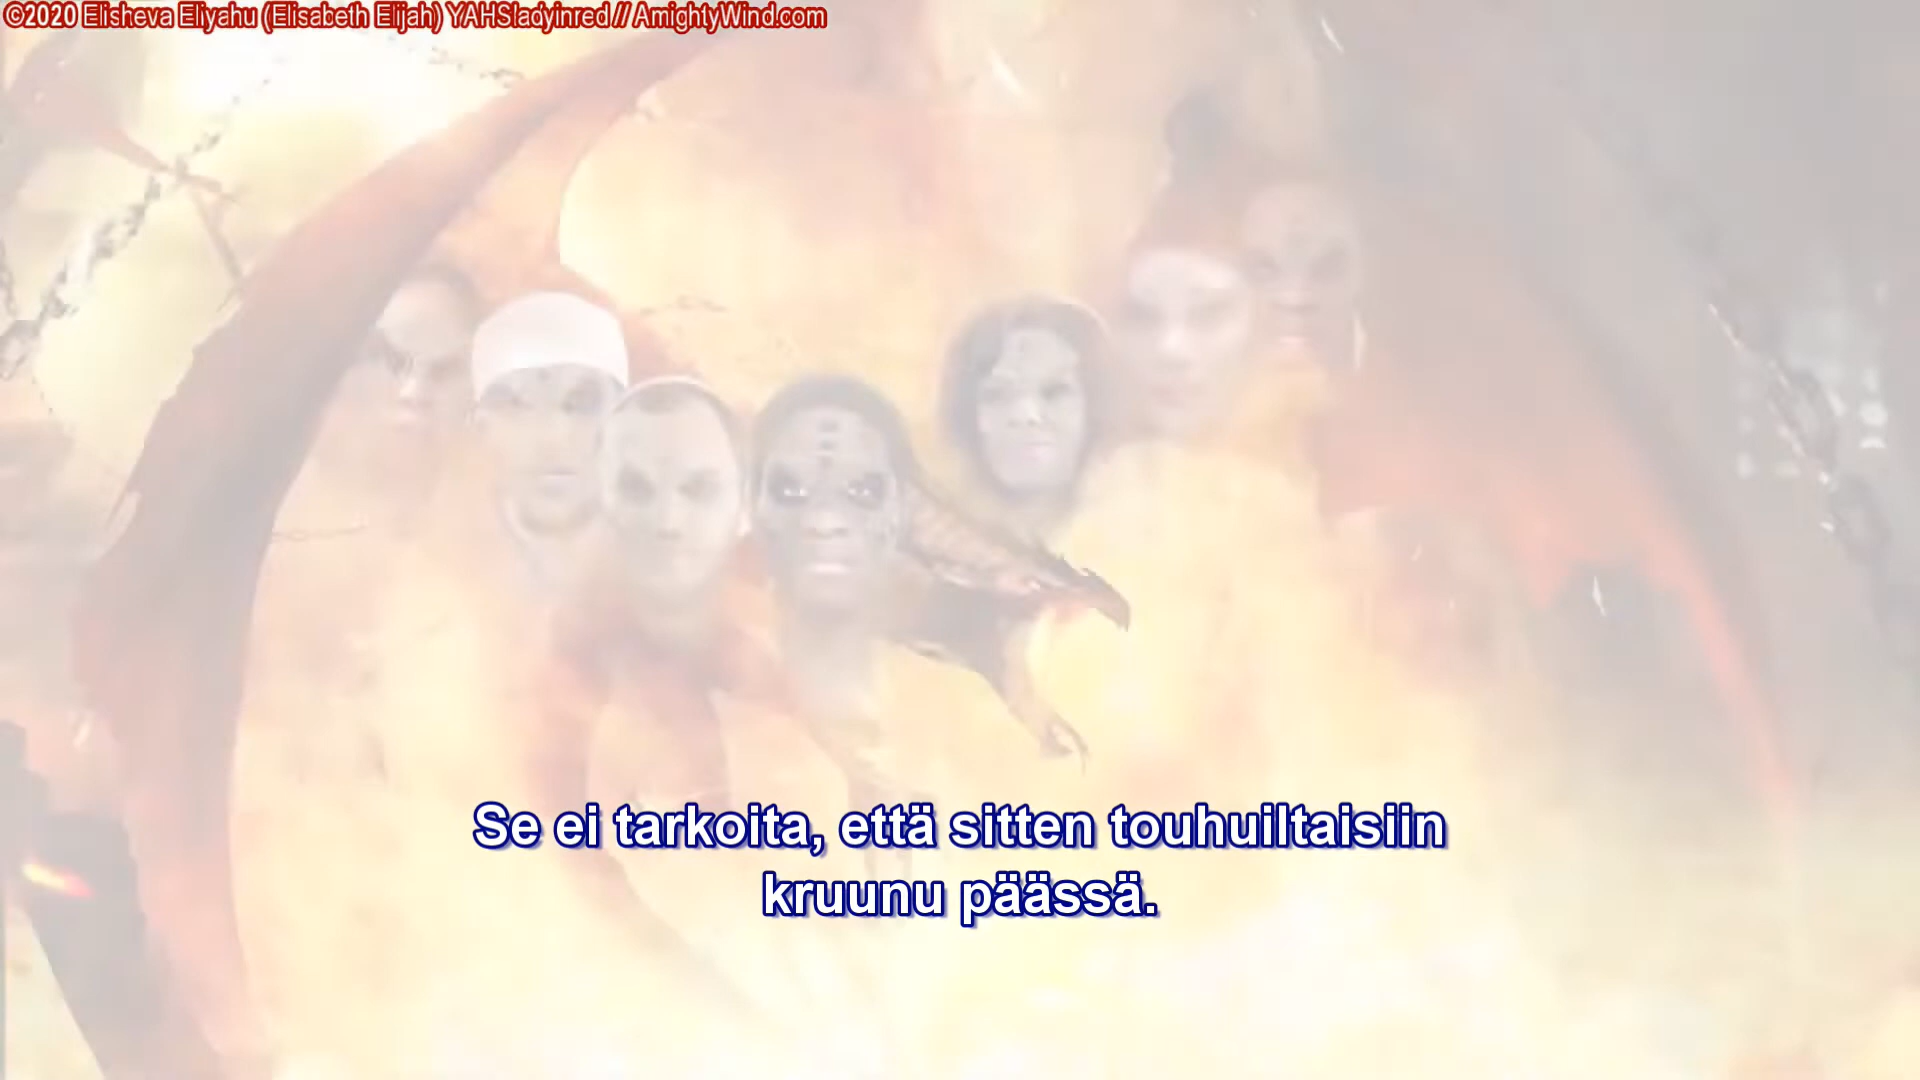 ©2020 Elisheva Eliyahu (Elisabeth Elijah) YAHSladyinred // AmightyWind.com
Se ei tarkoita, että sitten touhuiltaisiin
kruunu päässä.